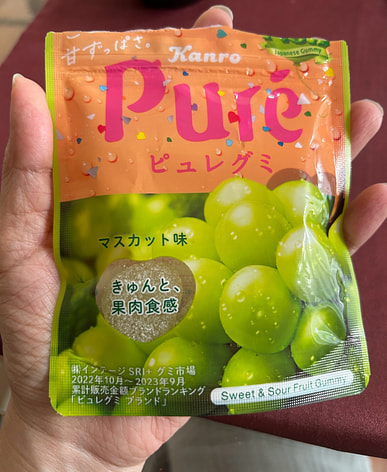 甘ずっぱさ。
Kanro
Japanese Gummy
Puré
ピュレグミ
マスカット味
きゅんと、
果肉食感
㈱インテージSRI+ グミ市場
2022年10月〜2023年9月
累計販売金額ブランドランキング
「ピュレグミ ブランド」
Sweet & Sour Fruit Gummy